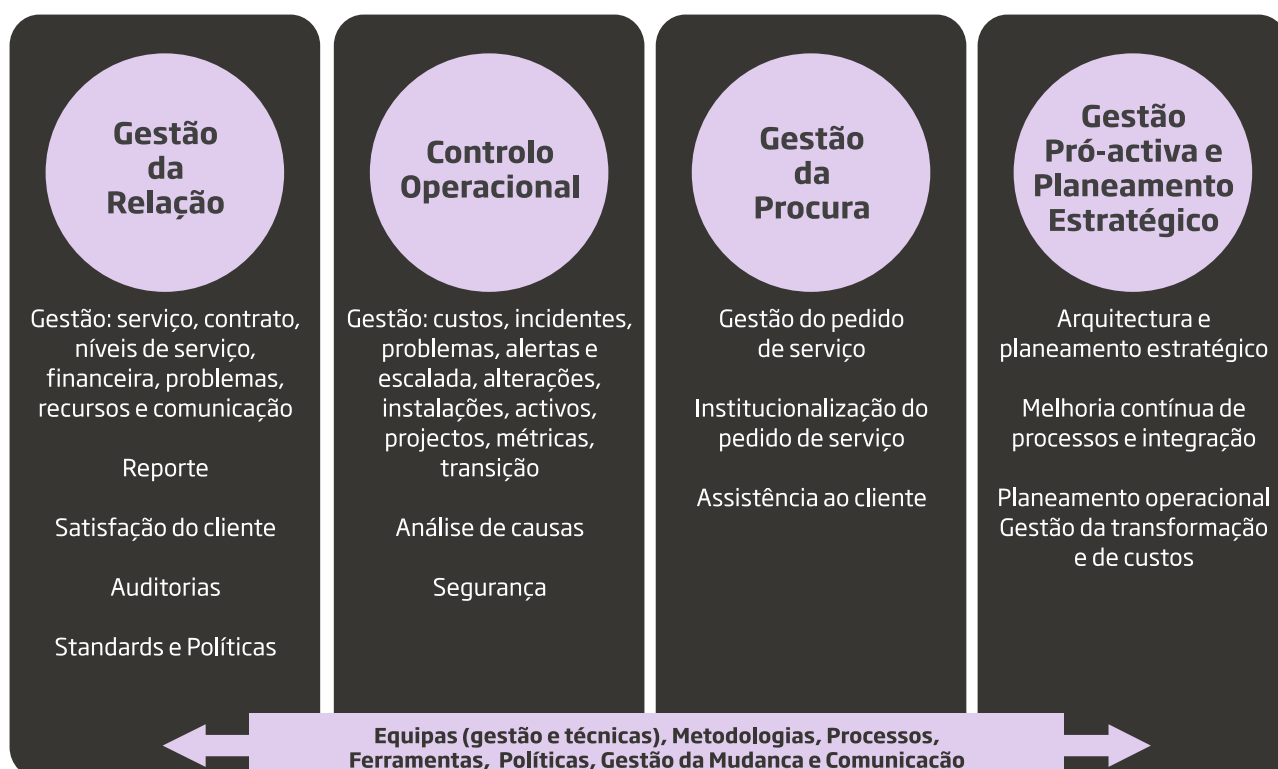 Gestão
da
Relação
Gestão: serviço, contrato,
níveis de serviço,
financeira, problemas,
recursos e comunicação
Reporte
Satisfação do cliente
Auditorias
Standards e Políticas
Controlo
Operacional
Gestão: custos, incidentes,
problemas, alertas e
escalada, alterações,
instalações, activos,
projectos, métricas,
transição
Análise de causas
Segurança
Gestão
da
Procura
Gestão do pedido
de serviço
Institucionalização do
pedido de serviço
Assistência ao cliente
Gestão
Pró-activa e
Planeamento
Estratégico
Arquitectura e
planeamento estratégico
Melhoria contínua de
processos e integração
Planeamento operacional
Gestão da transformação
e de custos
Equipas (gestão e técnicas), Metodologias, Processos,
Ferramentas, Políticas, Gestão da Mudança e Comunicação